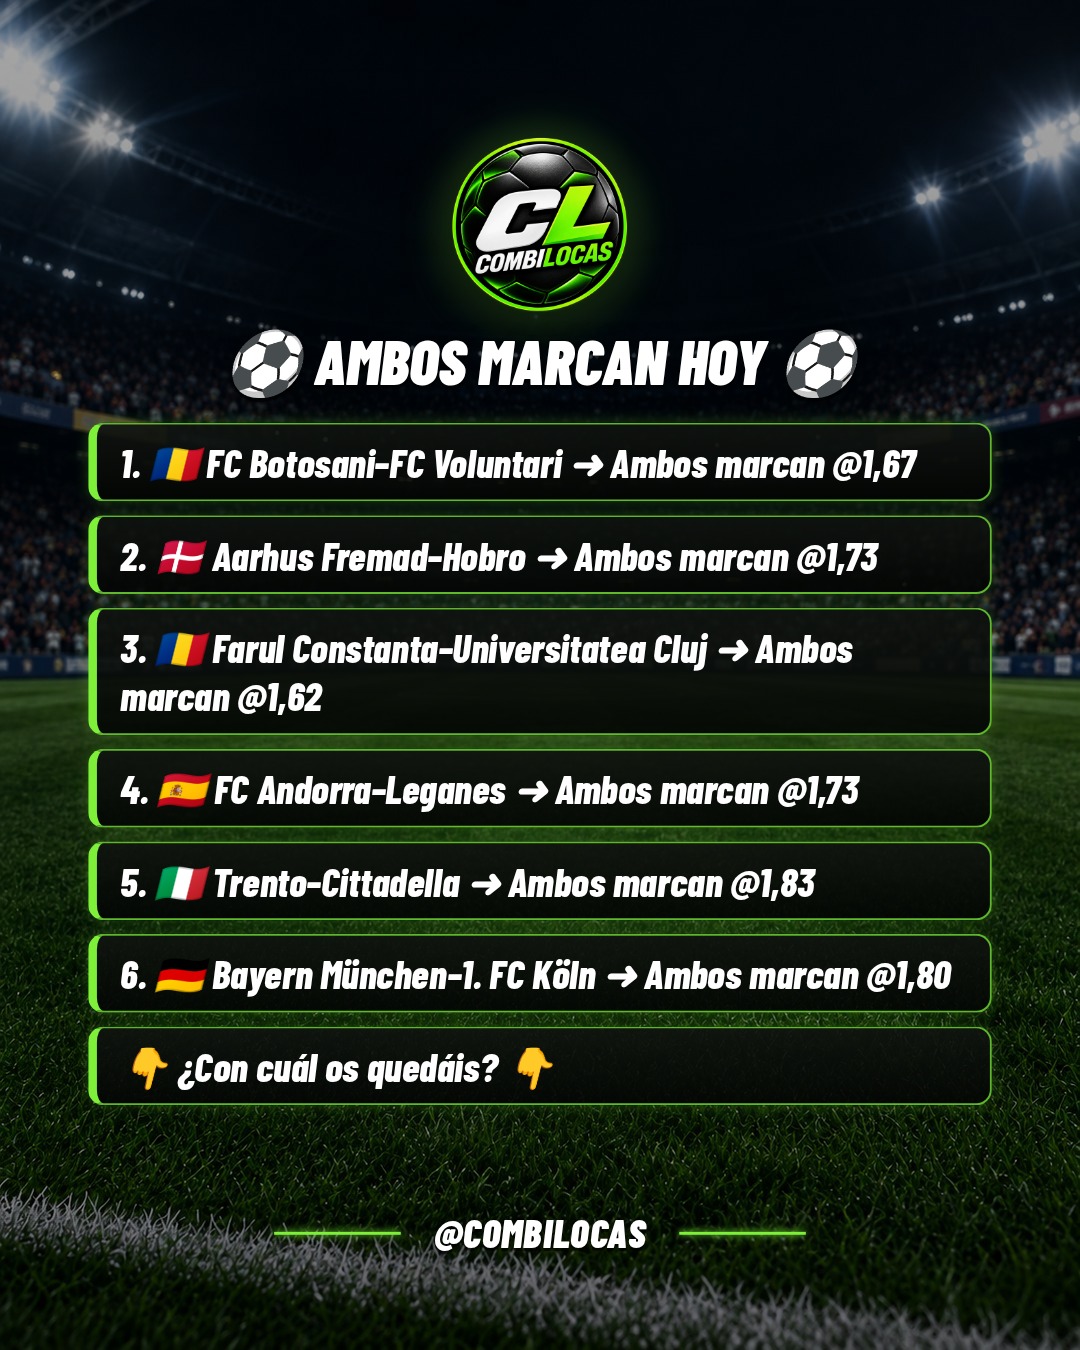 CL
COMBILOCAS
⚽ AMBOS MARCAN HOY ⚽
1. 🇷🇴 FC Botosani-FC Voluntari ➜ Ambos marcan @1,67
2. 🇩🇰 Aarhus Fremad-Hobro ➜ Ambos marcan @1,73
3. 🇷🇴 Farul Constanta-Universitatea Cluj ➜ Ambos
marcan @1,62
4. 🇪🇸 FC Andorra-Leganes ➜ Ambos marcan @1,73
5. 🇮🇹 Trento-Cittadella ➜ Ambos marcan @1,83
6. 🇩🇪 Bayern München-1. FC Köln ➜ Ambos marcan @1,80
👇 ¿Con cuál os quedáis? 👇
@COMBILOCAS